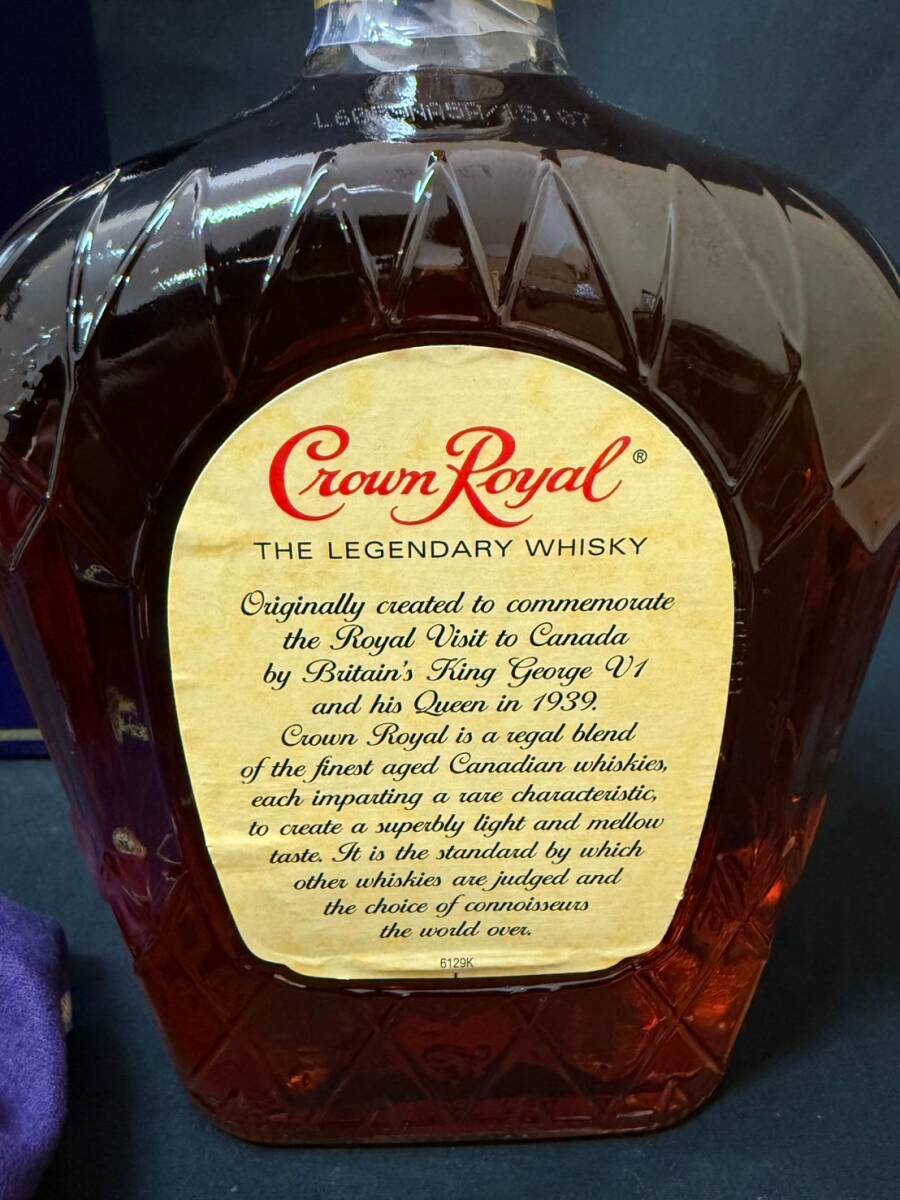 Crown Royal®
THE LEGENDARY WHISKY
Originally created to commemorate
the Royal Visit to Canada
by Britain's King George V1
and his Queen in 1939.
Crown Royal is a regal blend
of the finest aged Canadian whiskies,
each imparting a rare characteristic,
to create a superbly light and mellow
taste. It is the standard by which
other whiskies are judged and
the choice of connoisseurs
the world over.
6129K